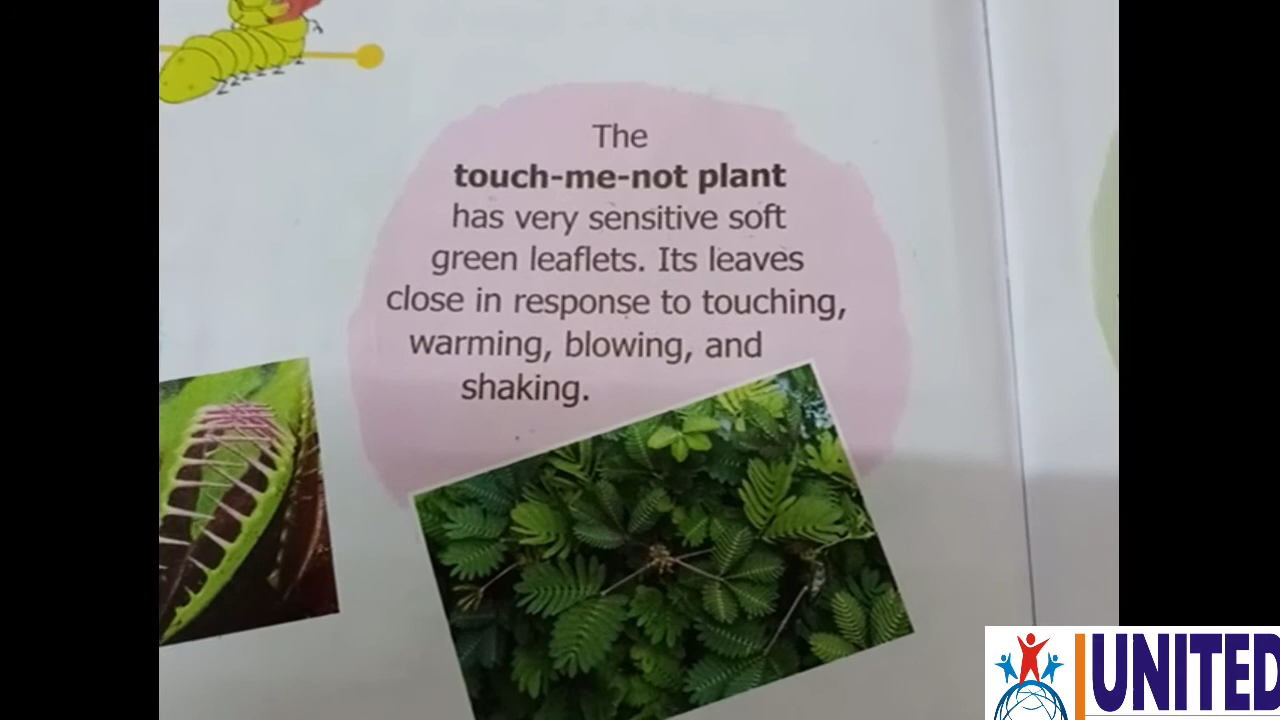 The
touch-me-not plant
has very sensitive soft
green leaflets. Its leaves
close in response to touching,
warming, blowing, and
shaking.
UNITED